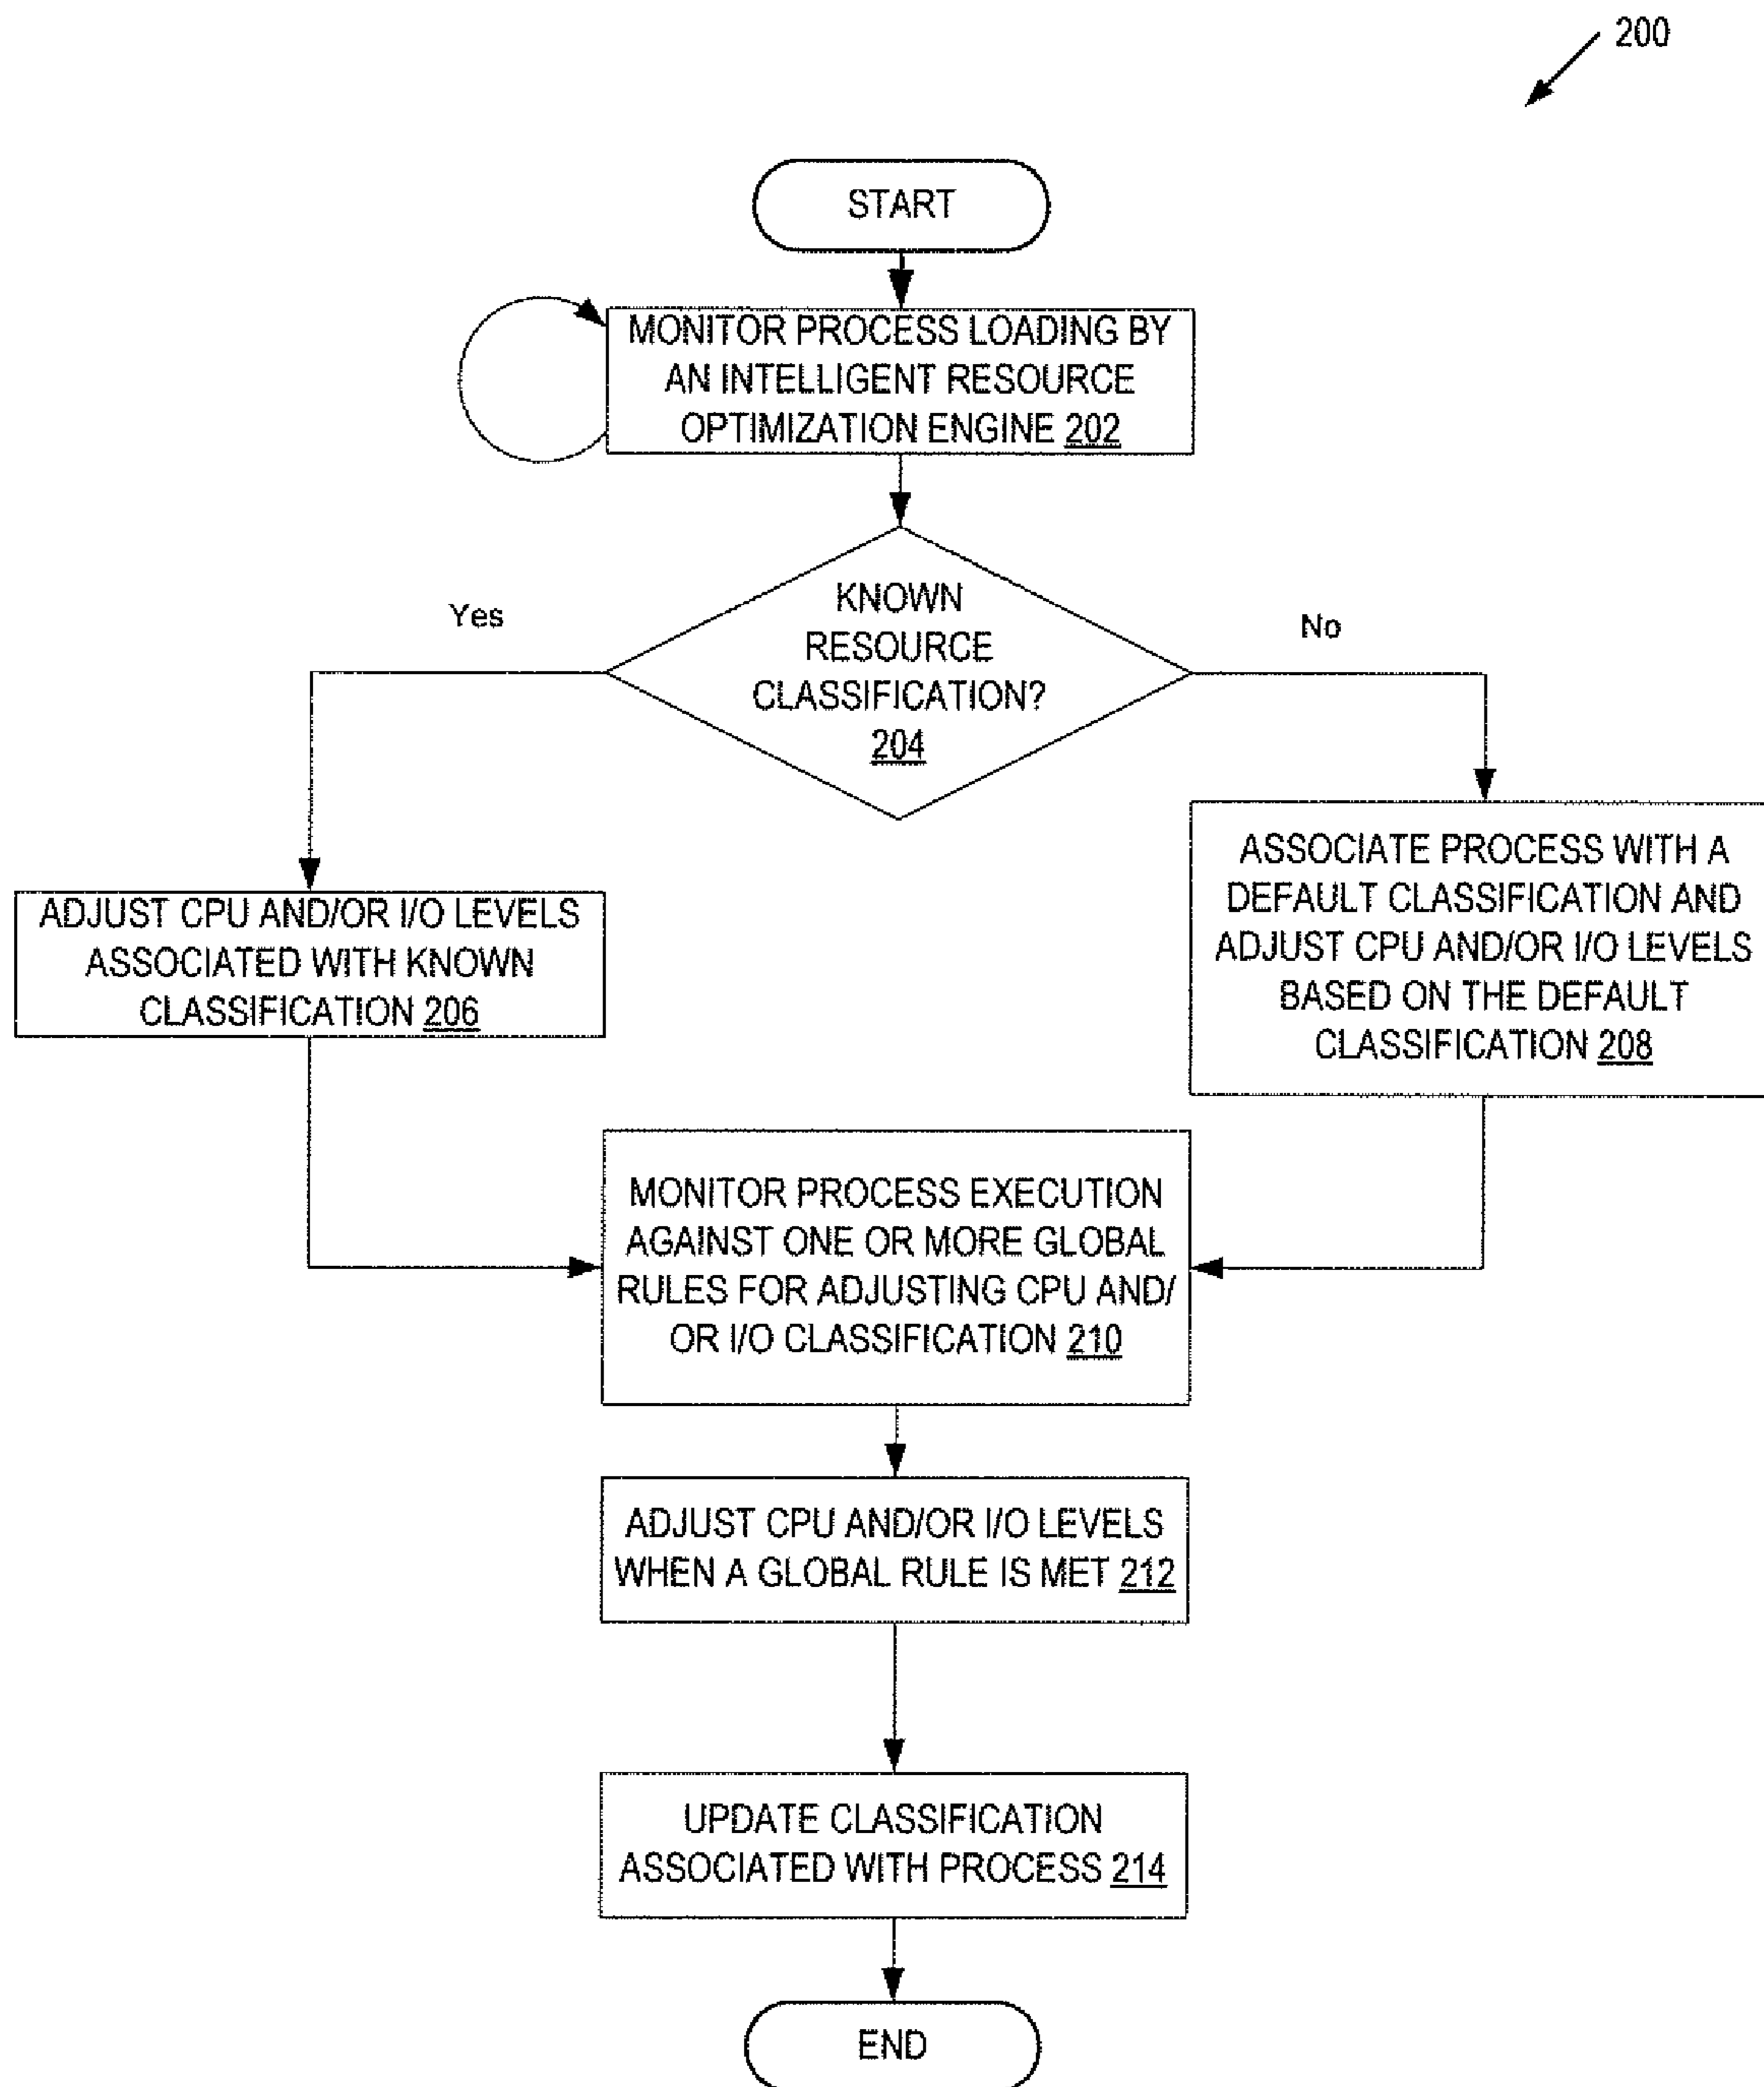 200
START
MONITOR PROCESS LOADING BY
AN INTELLIGENT RESOURCE
OPTIMIZATION ENGINE 202
KNOWN
RESOURCE
CLASSIFICATION?
204
Yes
No
ADJUST CPU AND/OR I/O LEVELS
ASSOCIATED WITH KNOWN
CLASSIFICATION 206
ASSOCIATE PROCESS WITH A
DEFAULT CLASSIFICATION AND
ADJUST CPU AND/OR I/O LEVELS
BASED ON THE DEFAULT
CLASSIFICATION 208
MONITOR PROCESS EXECUTION
AGAINST ONE OR MORE GLOBAL
RULES FOR ADJUSTING CPU AND/
OR I/O CLASSIFICATION 210
ADJUST CPU AND/OR I/O LEVELS
WHEN A GLOBAL RULE IS MET 212
UPDATE CLASSIFICATION
ASSOCIATED WITH PROCESS 214
END